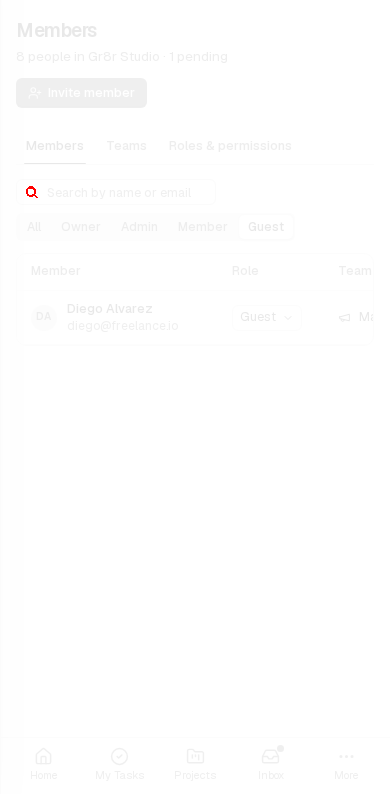 Members
8 people in Gr8r Studio · 1 pending
Invite member
Members Teams Roles & permissions
Search by name or email
All Owner Admin Member Guest
Member Role Team
DA Diego Alvarez Guest Ma
diego@freelance.io
Home My Tasks Projects Inbox More